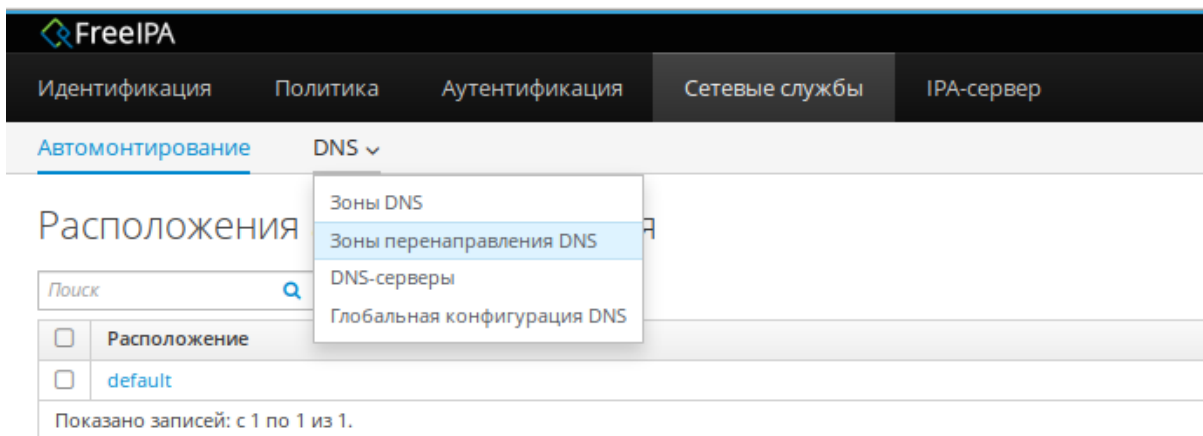 FreeIPA
Идентификация Политика Аутентификация Сетевые службы IPA-сервер
Автомонтирование DNS
Зоны DNS
Расположения я
Зоны перенаправления DNS
DNS-серверы
Поиск
Глобальная конфигурация DNS
Расположение
default
Показано записей: с 1 по 1 из 1.